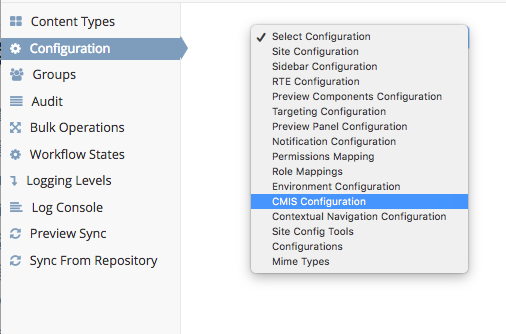 Content Types
Configuration
Groups
Audit
Bulk Operations
Workflow States
Logging Levels
Log Console
Preview Sync
Sync From Repository
Select Configuration
Site Configuration
Sidebar Configuration
RTE Configuration
Preview Components Configuration
Targeting Configuration
Preview Panel Configuration
Notification Configuration
Permissions Mapping
Role Mappings
Environment Configuration
CMIS Configuration
Contextual Navigation Configuration
Site Config Tools
Configurations
Mime Types